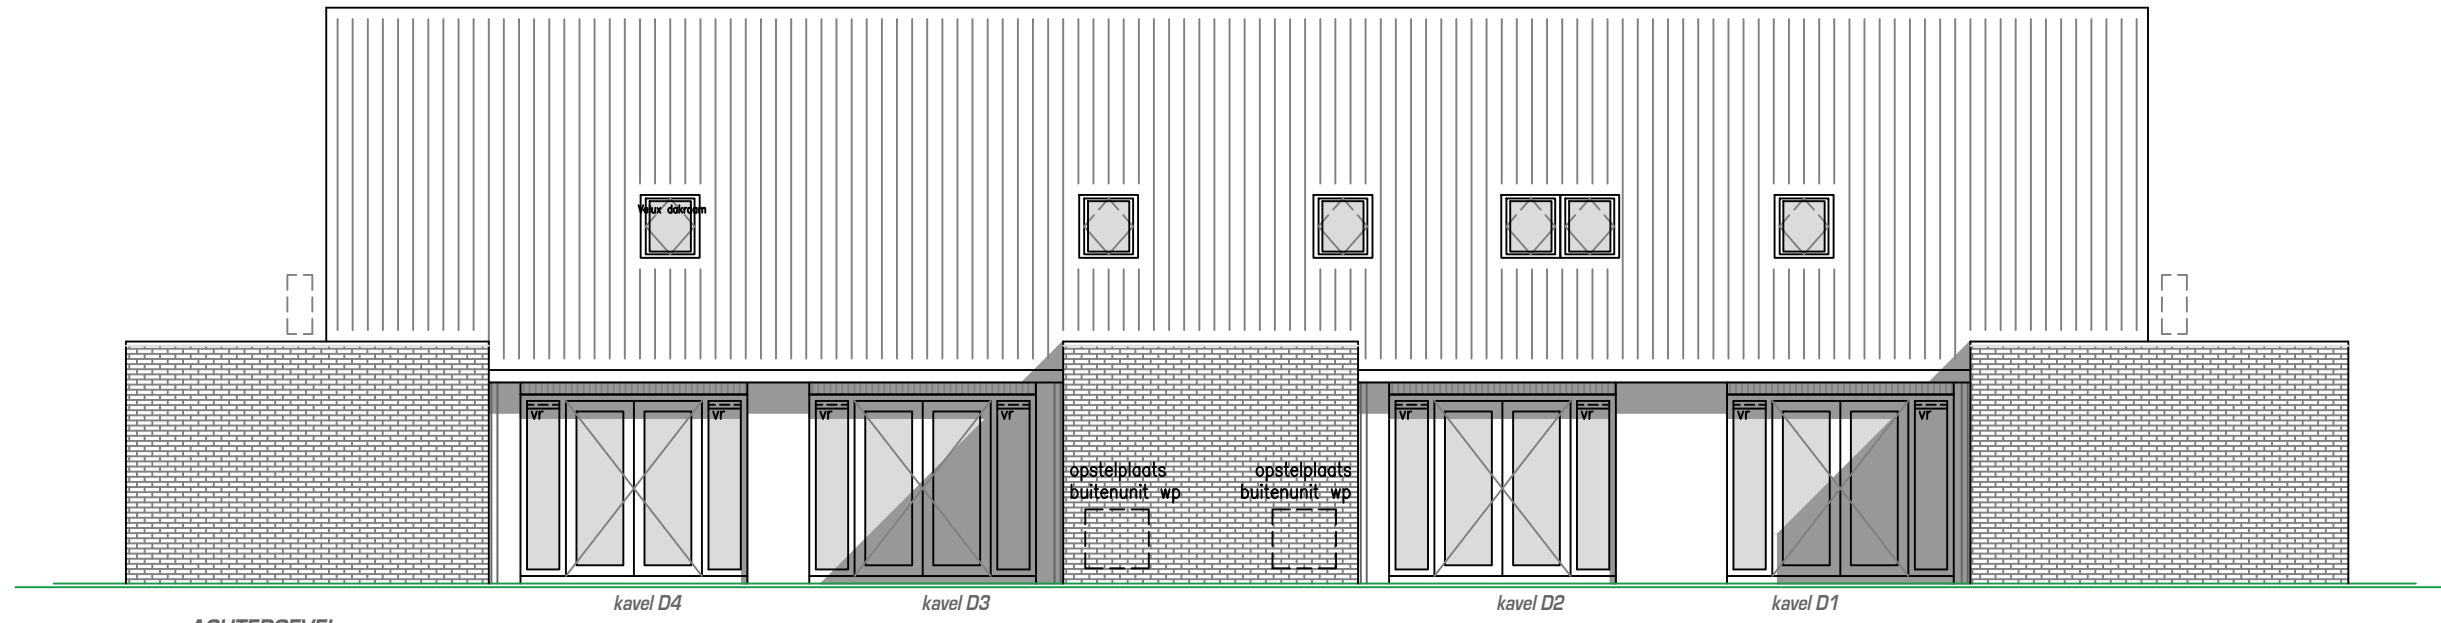 Velux dakraam
vr vr vr vr vr vr vr vr
opstelplaats opstelplaats
buitenunit wp buitenunit wp
kavel D4 kavel D3 kavel D2 kavel D1
ACHTERGEVEL